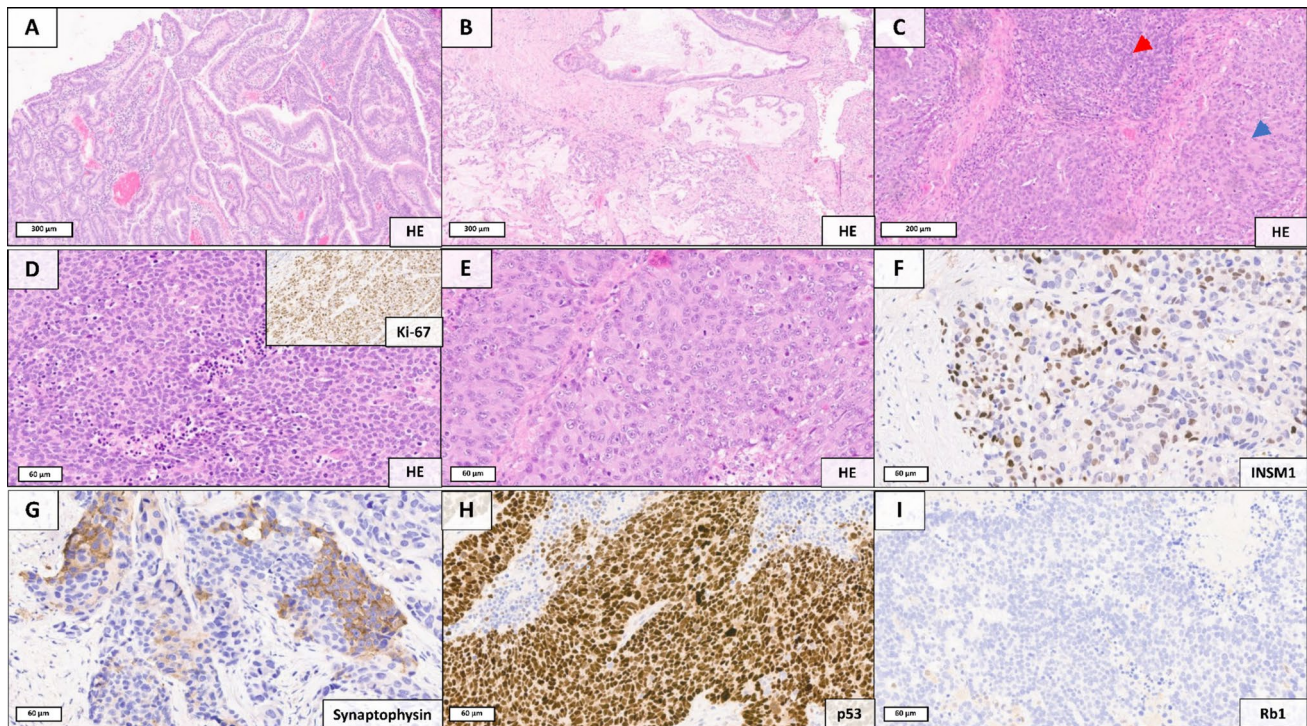 A
300 µm
HE
B
300 µm
HE
C
200 µm
HE
D
Ki-67
60 µm
HE
E
60 µm
HE
F
60 µm
INSM1
G
60 µm
Synaptophysin
H
60 µm
p53
I
60 µm
Rb1